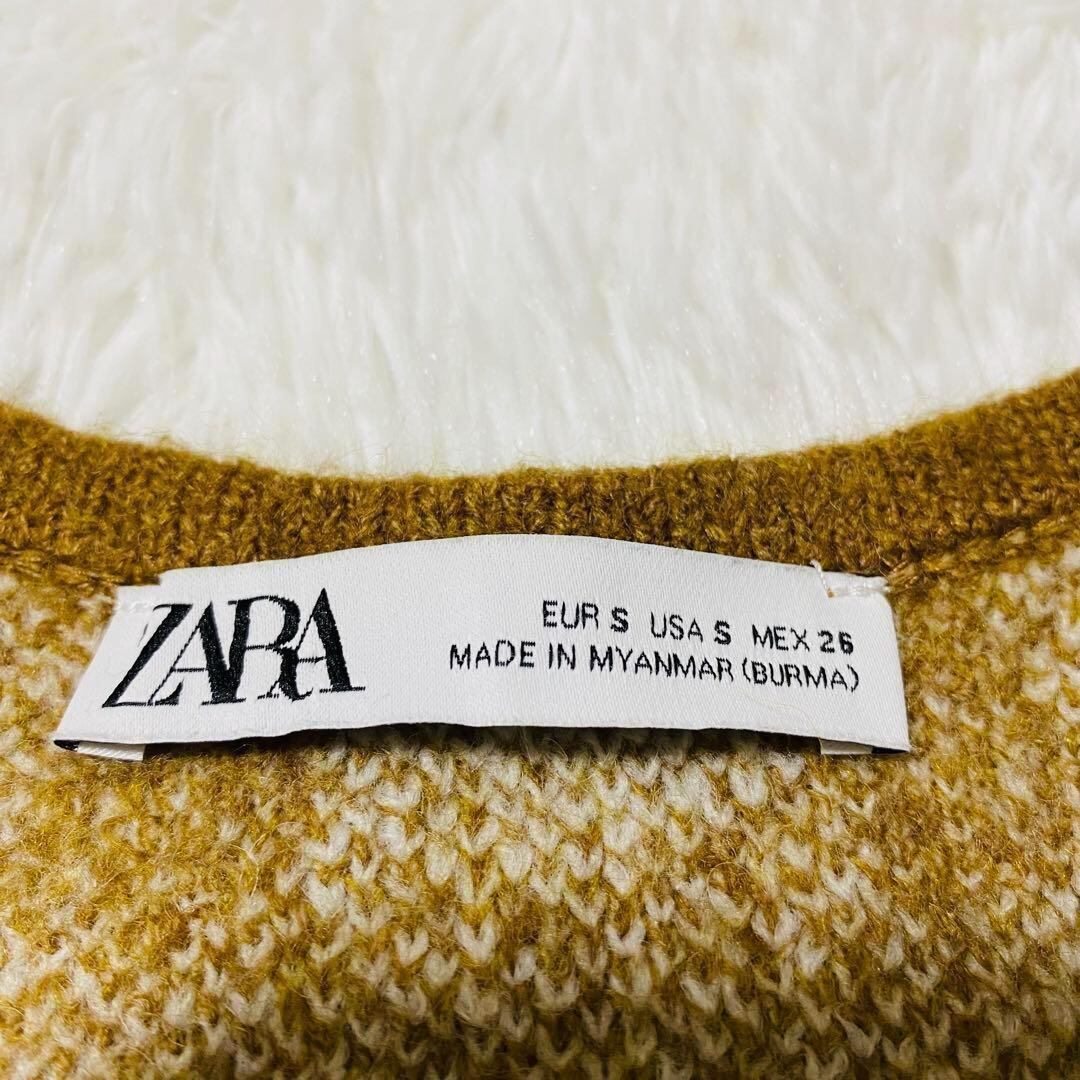 ZARA
EUR S USA S MEX 26
MADE IN MYANMAR (BURMA)